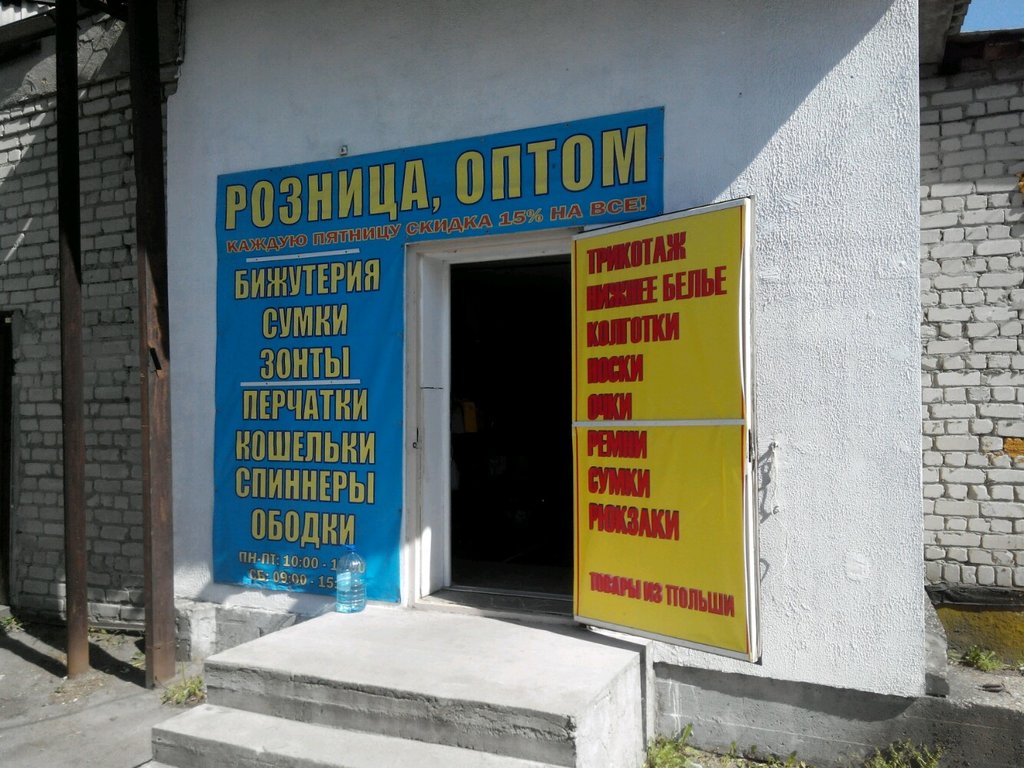 РОЗНИЦА, ОПТОМ
КАЖДУЮ ПЯТНИЦУ СКИДКА 15% НА ВСЕ!
БИЖУТЕРИЯ
СУМКИ
ЗОНТЫ
ПЕРЧАТКИ
КОШЕЛЬКИ
СПИННЕРЫ
ОБОДКИ
ПН-ПТ: 10:00 -
СБ: 09:00 -
ТРИКОТАЖ
НИЖНЕЕ БЕЛЬЕ
КОЛГОТКИ
НОСКИ
ОЧКИ
РЕМНИ
СУМКИ
РЮКЗАКИ
ТОВАРЫ ИЗ ПОЛЬШИ